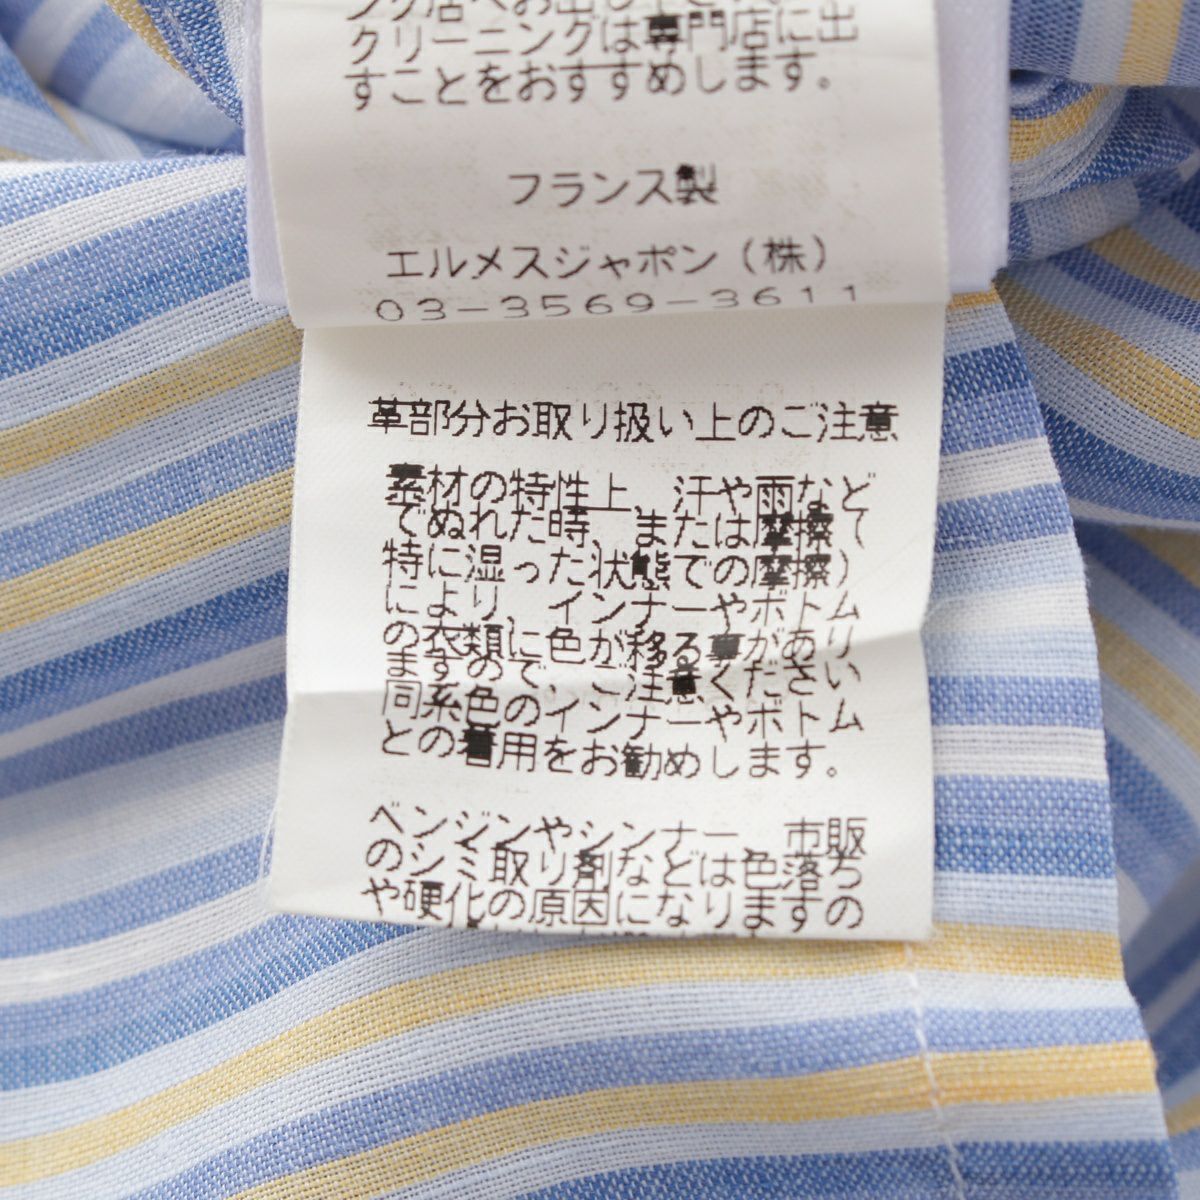 ング店へお出し下さい
クリーニングは専門店に出
すことをおすすめします。
フランス製
エルメスジャポン（株）
03-3569-3611
革部分お取り扱い上のご注意
素材の特性上、汗や雨など
でぬれた時、または摩擦て
特に湿った状態での摩擦）
により、インナーやボトム
の衣類に色が移る事があり
ますので、ご注意ください
同系色のインナーやボトム
との着用をお勧めします。
ベンジンやシンナー、市販
のシミ取り剤などは色落ち
や硬化の原因になりますの